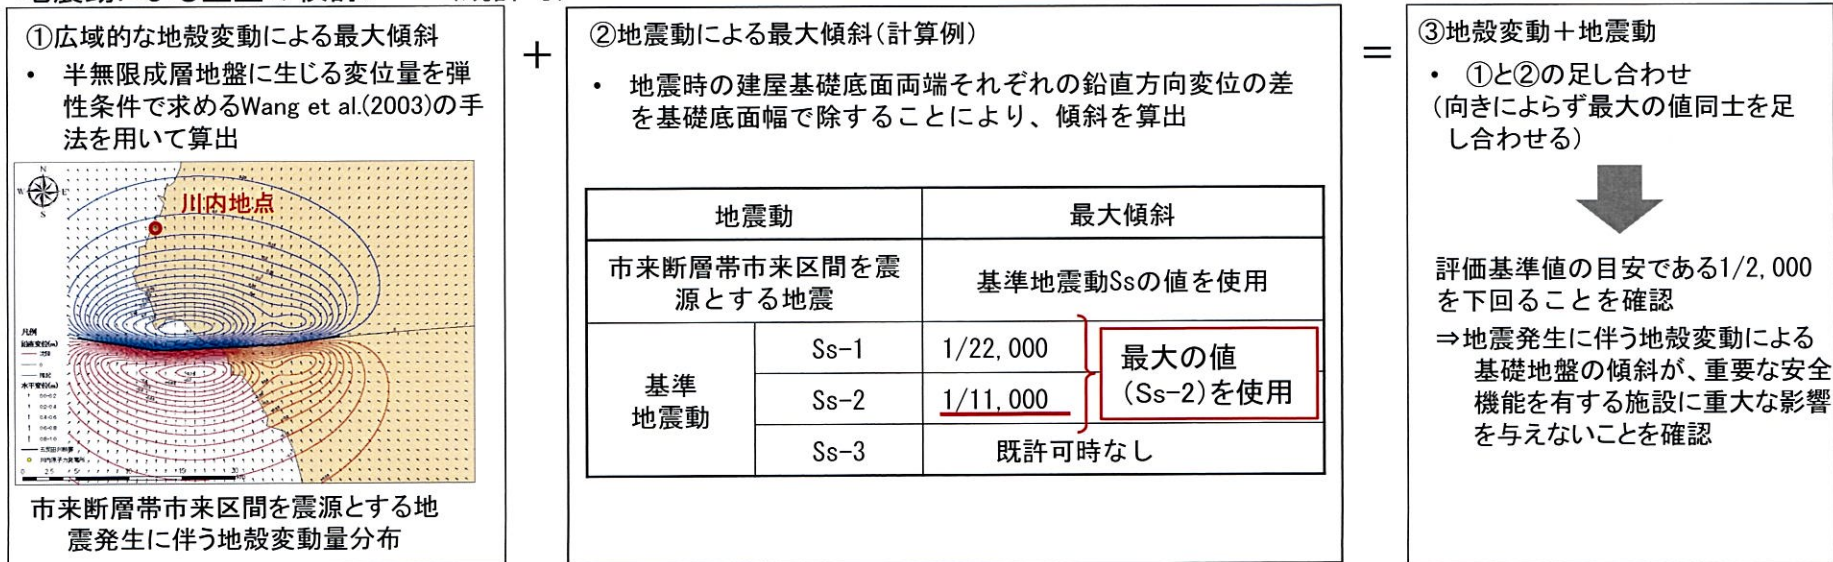 ①広域的な地殻変動による最大傾斜
• 半無限成層地盤に生じる変位量を弾
性条件で求めるWang et al.(2003)の手
法を用いて算出
N
W
E
S
川内地点
凡例
市来断層帯市来区間を震源とする地
震発生に伴う地殻変動量分布
+
②地震動による最大傾斜(計算例)
• 地震時の建屋基礎底面両端それぞれの鉛直方向変位の差
を基礎底面幅で除することにより、傾斜を算出
地震動 最大傾斜
市来断層帯市来区間を震
源とする地震
基準地震動Ssの値を使用
基準
地震動
Ss-1 1/22,000
Ss-2 1/11,000
Ss-3 既許可時なし
最大の値
(Ss-2)を使用
=
③地殻変動+地震動
• ①と②の足し合わせ
(向きによらず最大の値同士を足
し合わせる)
評価基準値の目安である1/2,000
を下回ることを確認
⇒地震発生に伴う地殻変動による
基礎地盤の傾斜が、重要な安全
機能を有する施設に重大な影響
を与えないことを確認